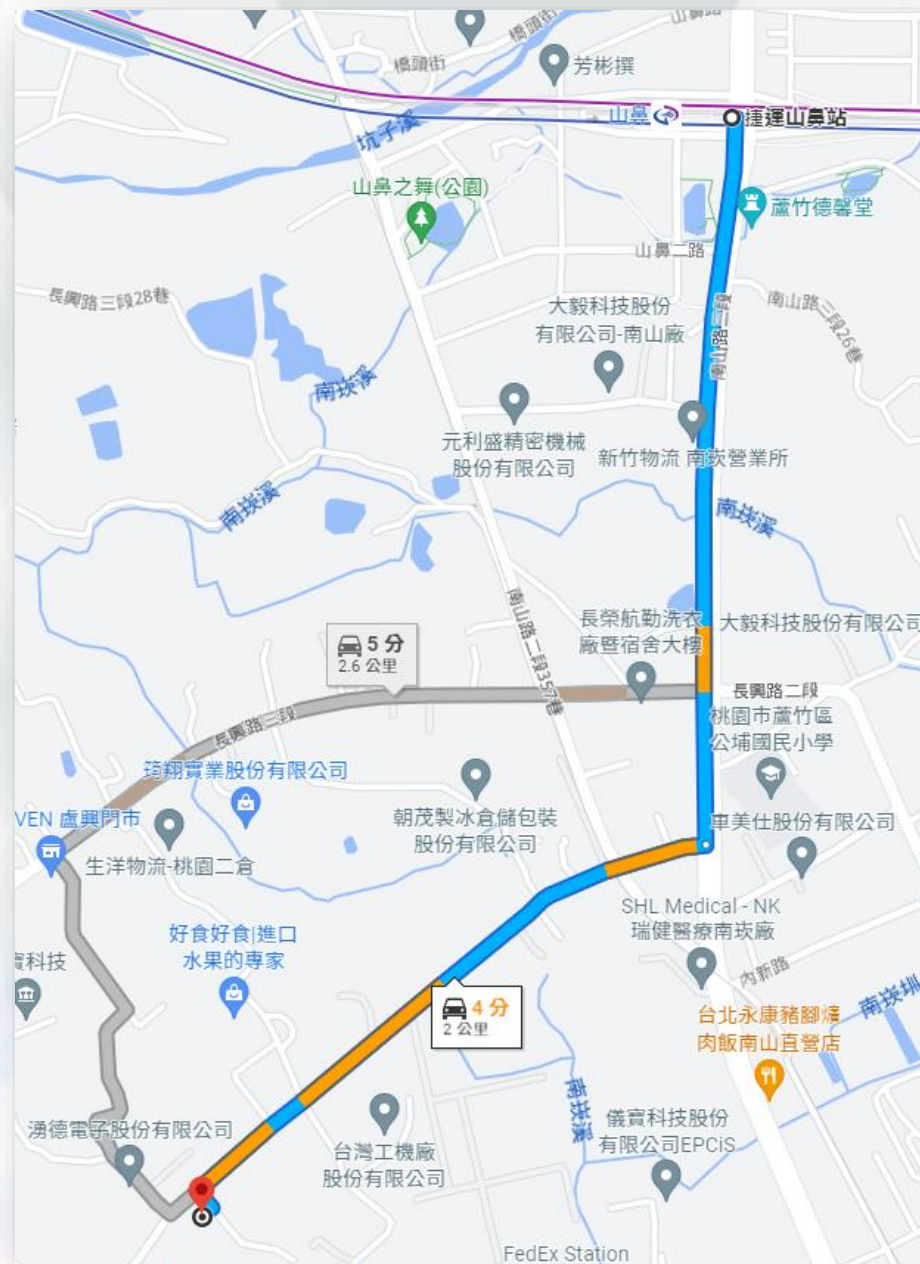 橋頭街
橋頭街
山鼻路
芳彬撰
山鼻
捷運山鼻站
坑子溪
山鼻之舞(公園)
蘆竹德馨堂
山鼻二路
長興路三段28巷
南山路三段26巷
大毅科技股份
有限公司-南山廠
南山路三段
南崁溪
元利盛精密機械
股份有限公司
新竹物流 南崁營業所
南崁溪
南崁溪
南山路二段357巷
長榮航勤洗衣
廠暨宿舍大樓
大毅科技股份有限公司
5 分
2.6 公里
長興路二段
長興路三段
桃園市蘆竹區
公埔國民小學
筠翔實業股份有限公司
朝茂製冰倉儲包裝
股份有限公司
VEN 盧興門市
生洋物流-桃園二倉
車美仕股份有限公司
SHL Medical - NK
瑞健醫療南崁廠
好食好食|進口
水果的專家
寶科技
內新路
南崁圳
4 分
2 公里
台北永康豬腳爌
肉飯南山直營店
南崁溪
湧德電子股份有限公司
台灣工機廠
股份有限公司
儀寶科技股份
有限公司EPCiS
FedEx Station